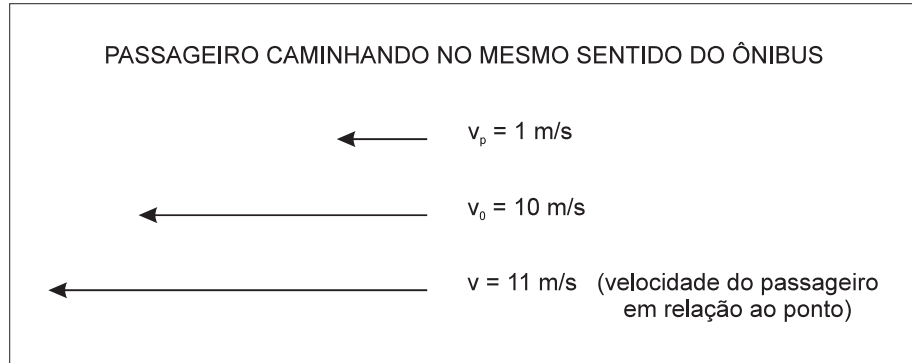 PASSAGEIRO CAMINHANDO NO MESMO SENTIDO DO ÔNIBUS
vₚ = 1 m/s
v₀ = 10 m/s
v = 11 m/s (velocidade do passageiro
em relação ao ponto)